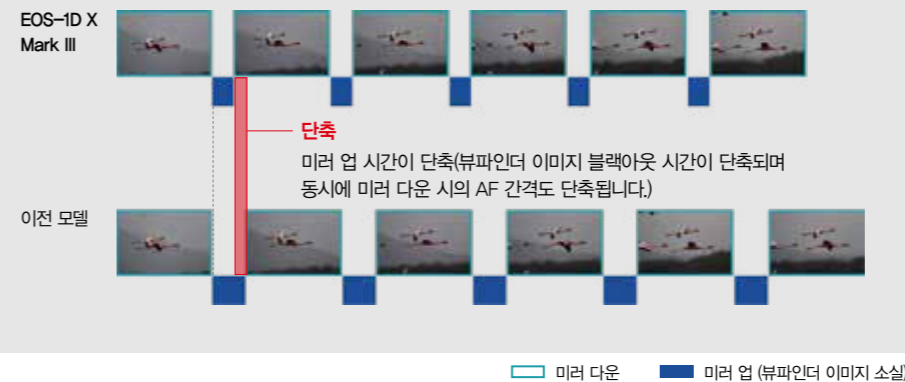 EOS-1D X
Mark III
단축
미러 업 시간이 단축(뷰파인더 이미지 블랙아웃 시간이 단축되며
동시에 미러 다운 시의 AF 간격도 단축됩니다.)
이전 모델
미러 다운
미러 업 (뷰파인더 이미지 소실)